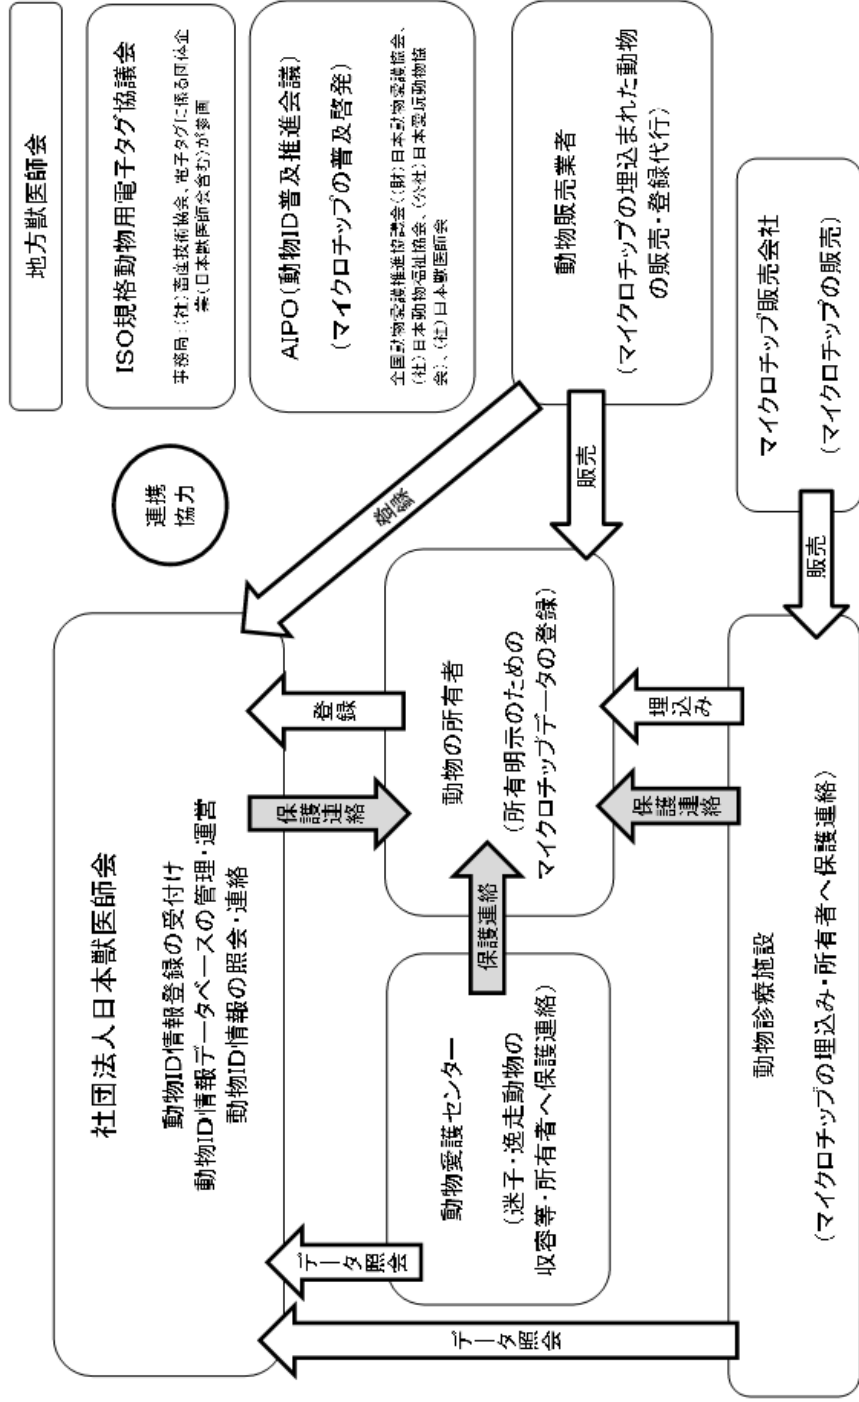 社団法人日本獣医師会
動物ID情報登録の受付け
動物ID情報データベースの管理・運営
動物ID情報の照会・連絡
連携
協力
地方獣医師会
ISO規格動物用電子タグ協議会
事務局:(社)畜産技術協会、電子タグに係る団体企
業(日本獣医師会含む)が参画
AIPO(動物ID普及推進会議)
(マイクロチップの普及啓発)
全国動物愛護推進協議会((財)日本動物愛護協会、
(社)日本動物福祉協会、(公社)日本愛玩動物協
会)、(社)日本獣医師会
データ照会
データ照会
保護連絡
登録
登録
動物愛護センター
(迷子・逸走動物の
収容等・所有者へ保護連絡)
保護連絡
動物の所有者
(所有明示のための
マイクロチップデータの登録)
販売
動物販売業者
(マイクロチップの埋込まれた動物
の販売・登録代行)
保護連絡
埋込み
動物診療施設
(マイクロチップの埋込み・所有者へ保護連絡)
販売
マイクロチップ販売会社
(マイクロチップの販売)